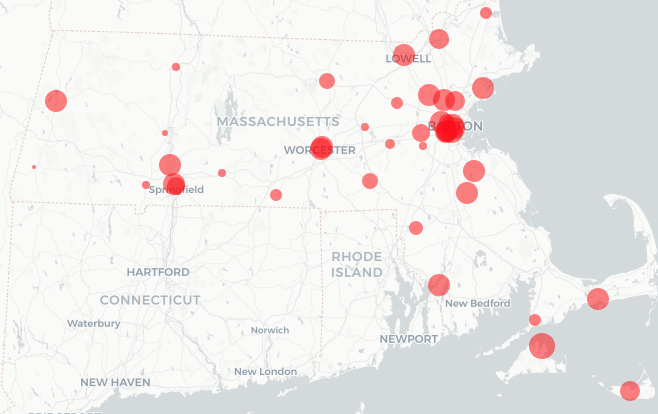 LOWELL
MASSACHUSETTS
BOSTON
WORCESTER
Springfield
RHODE
ISLAND
HARTFORD
CONNECTICUT
New Bedford
Waterbury
Norwich
NEWPORT
New London
NEW HAVEN